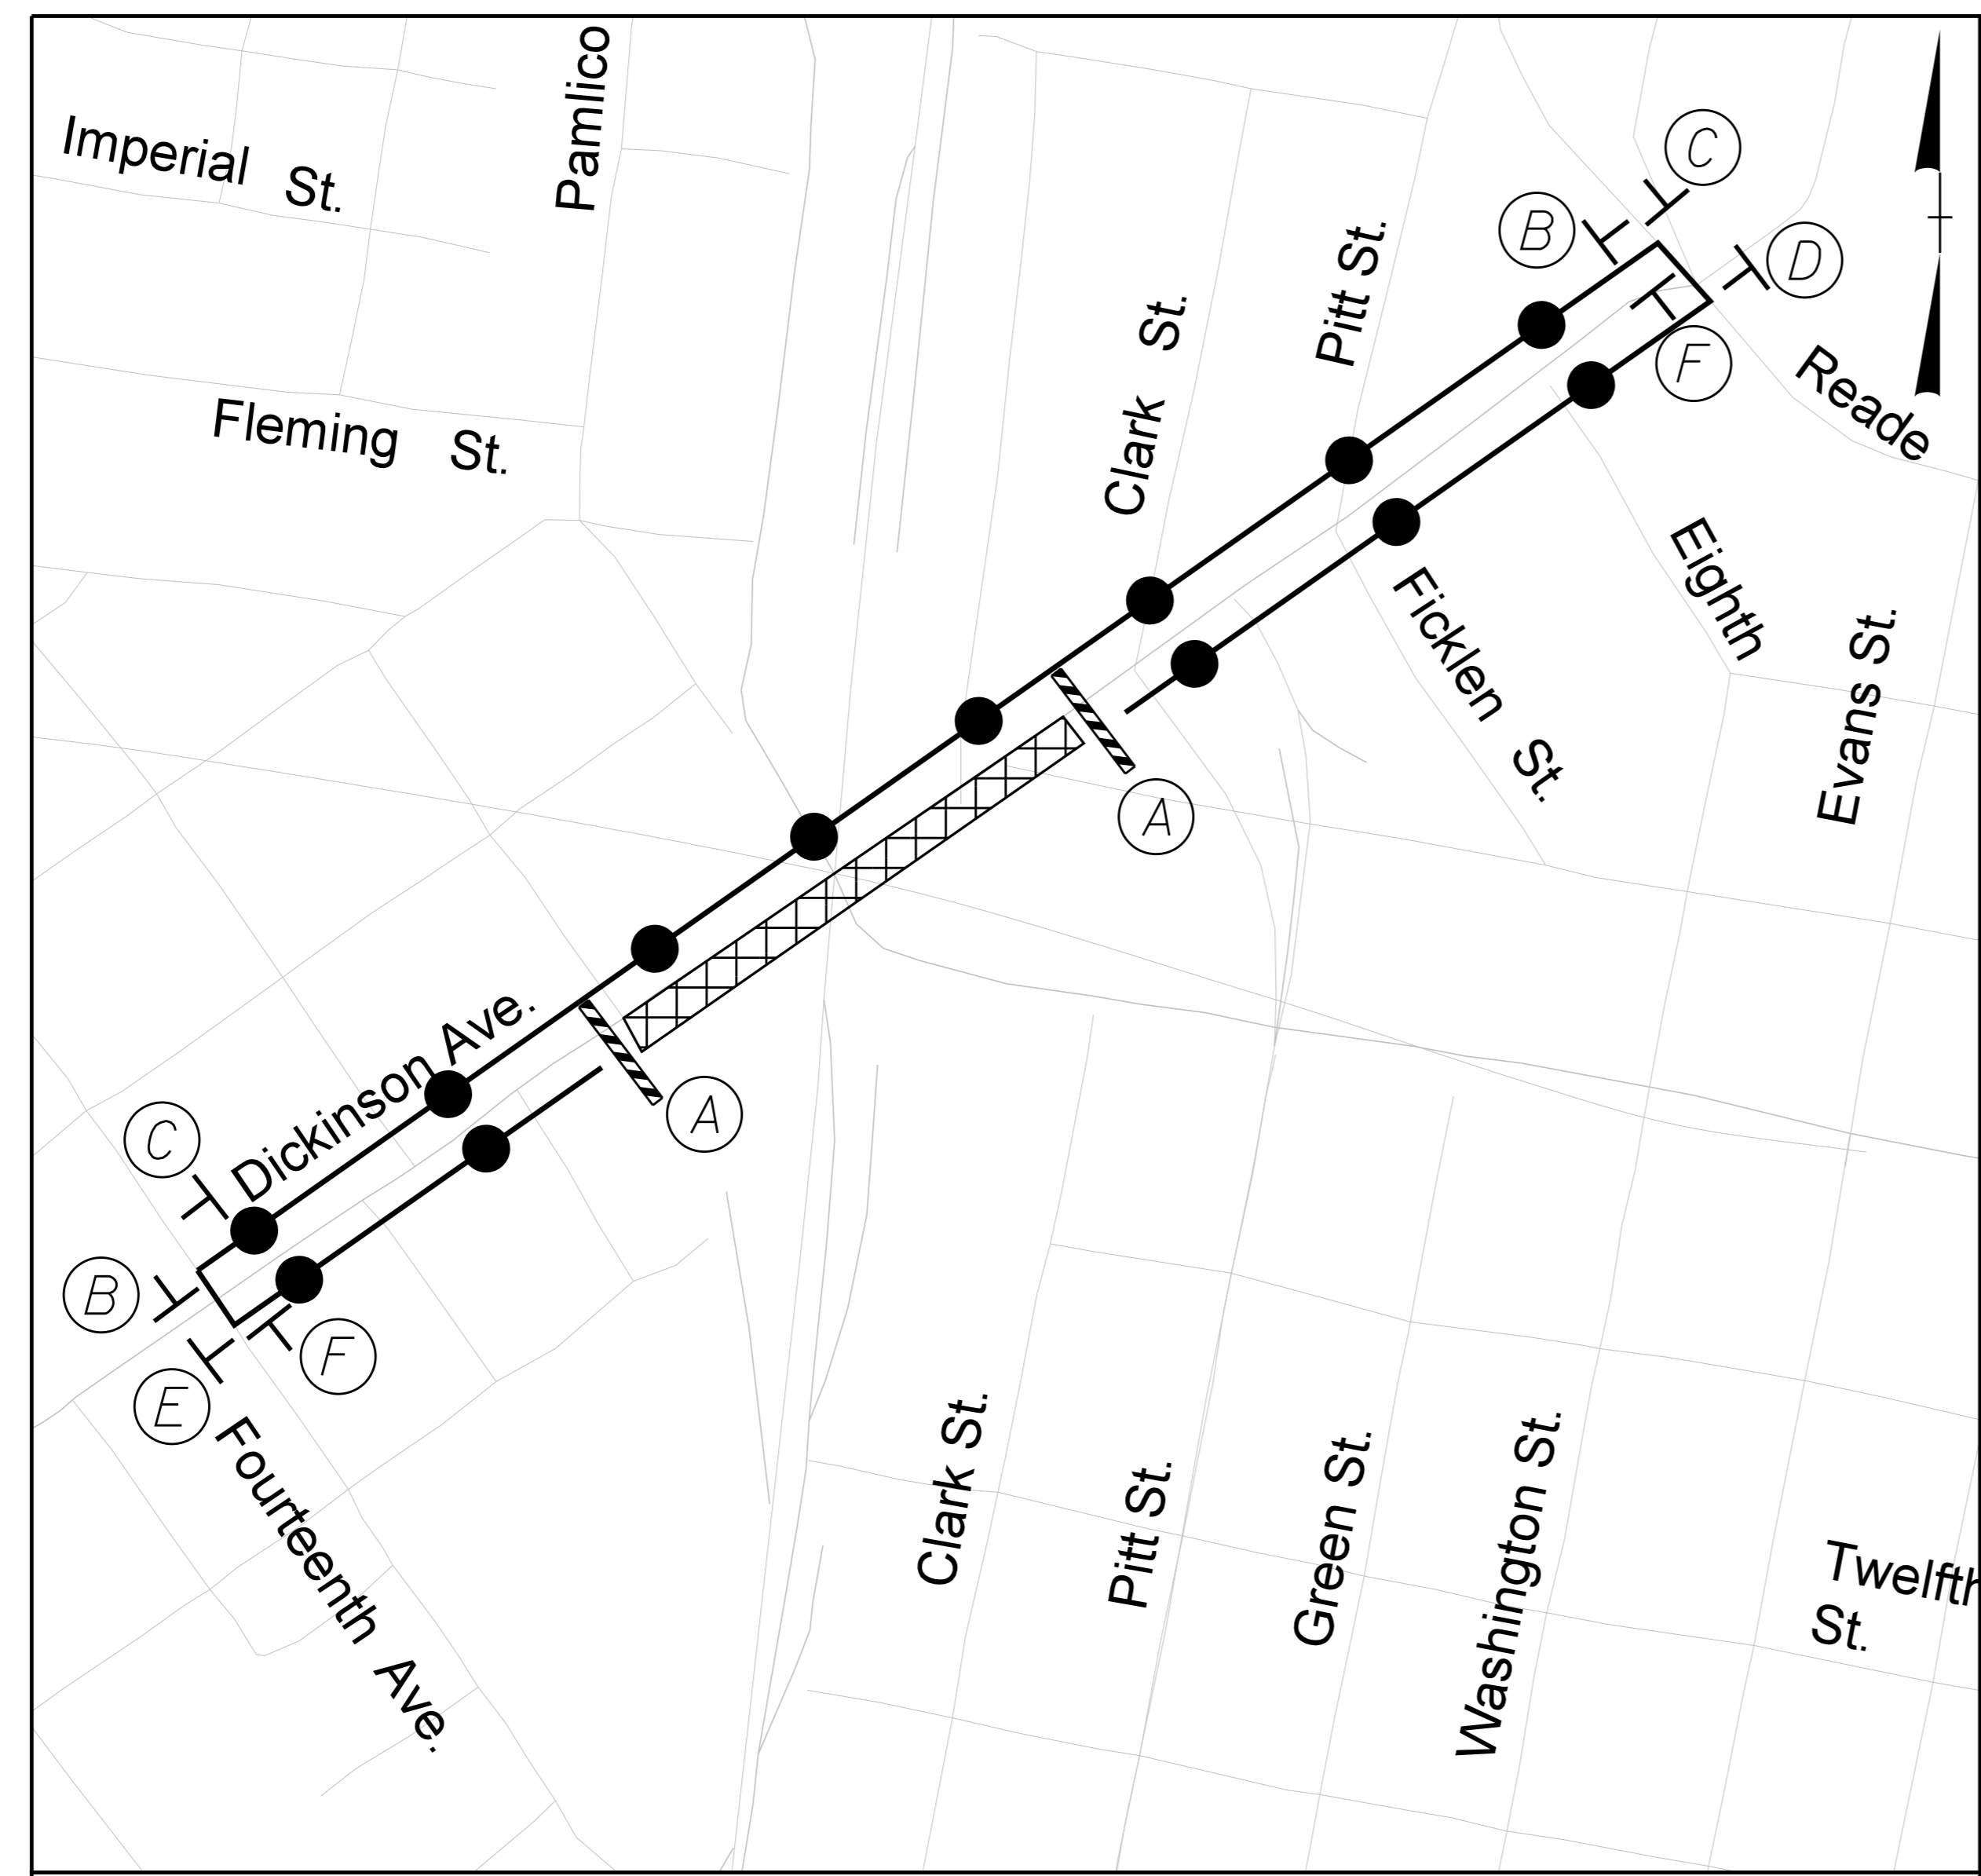 Pamlico
Imperial St.
C
B
D
Pitt St.
Clark St.
F
Reade
Fleming St.
Eighth
Ficklen St.
Evans St.
A
Dickinson Ave.
A
C
B
F
E
Fourteenth Ave.
Clark St.
Pitt St.
Green St.
Washington St.
Twelfth
St.